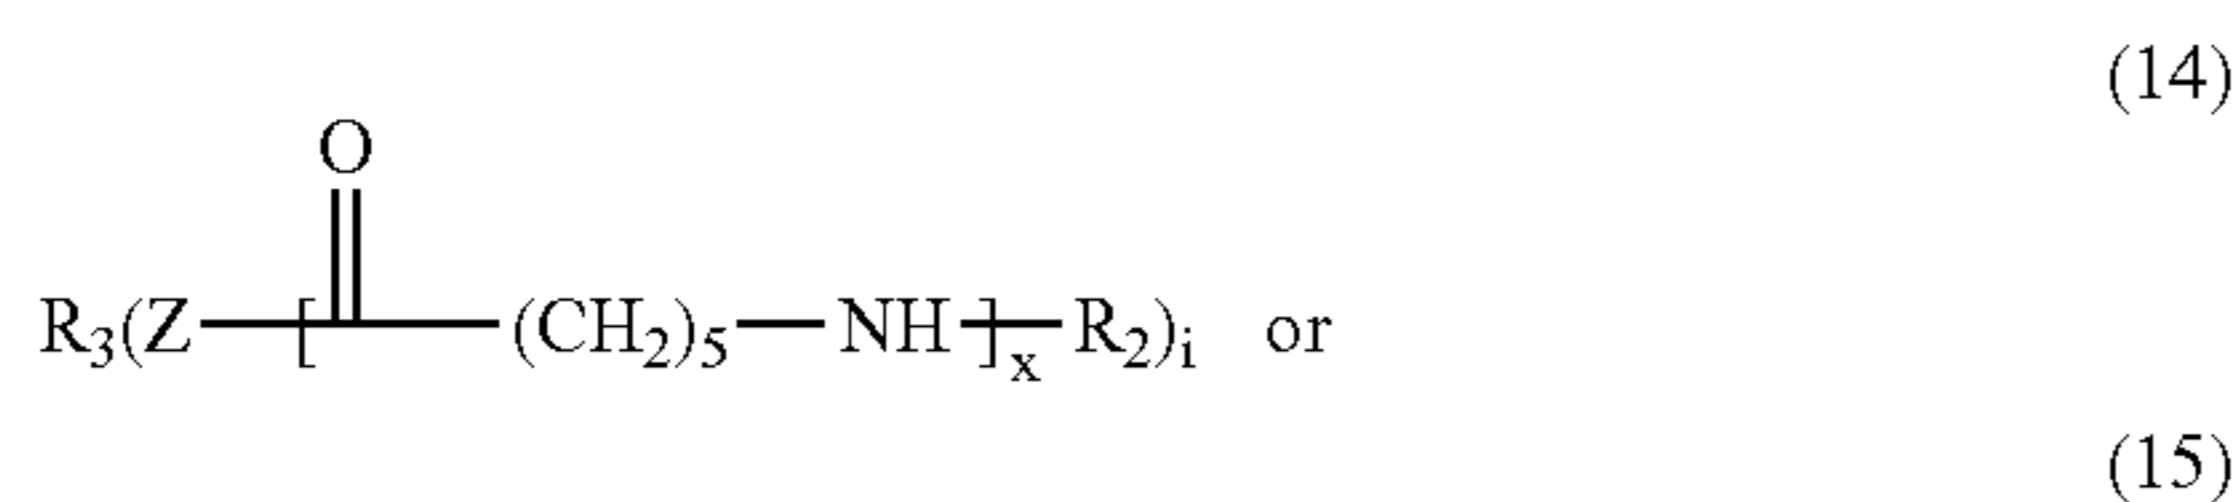 (14)
O
R₃(Z—[—(CH₂)₅—NH—]ₓ—R₂)ᵢ or
(15)